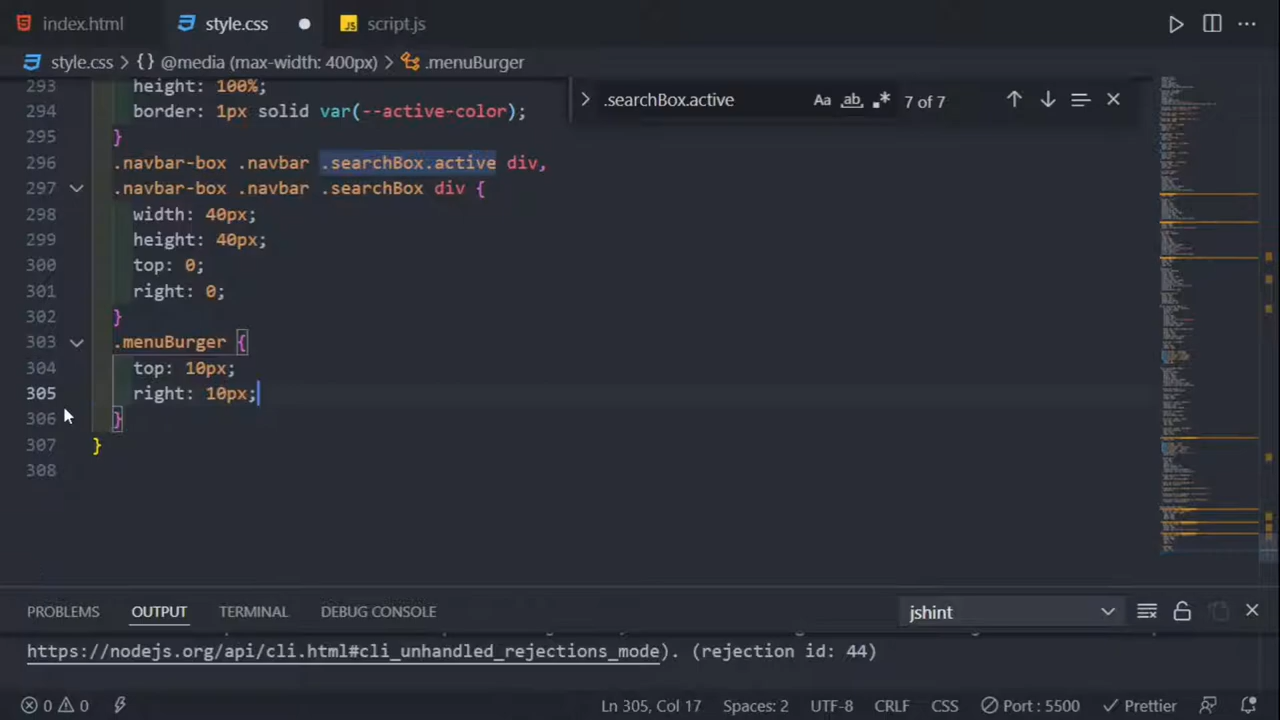 index.html style.css script.js
style.css > {} @media (max-width: 400px) > .menuBurger
293 height: 100%;
.searchBox.active Aa ab 7 of 7
294 border: 1px solid var(--active-color);
295 }
296 .navbar-box .navbar .searchBox.active div,
297 .navbar-box .navbar .searchBox div {
298 width: 40px;
299 height: 40px;
300 top: 0;
301 right: 0;
302 }
303 .menuBurger {
304 top: 10px;
305 right: 10px;
306 }
307 }
308
PROBLEMS OUTPUT TERMINAL DEBUG CONSOLE jshint
https://nodejs.org/api/cli.html#cli_unhandled_rejections_mode). (rejection id: 44)
0 0 Ln 305, Col 17 Spaces: 2 UTF-8 CRLF CSS Port : 5500 Prettier